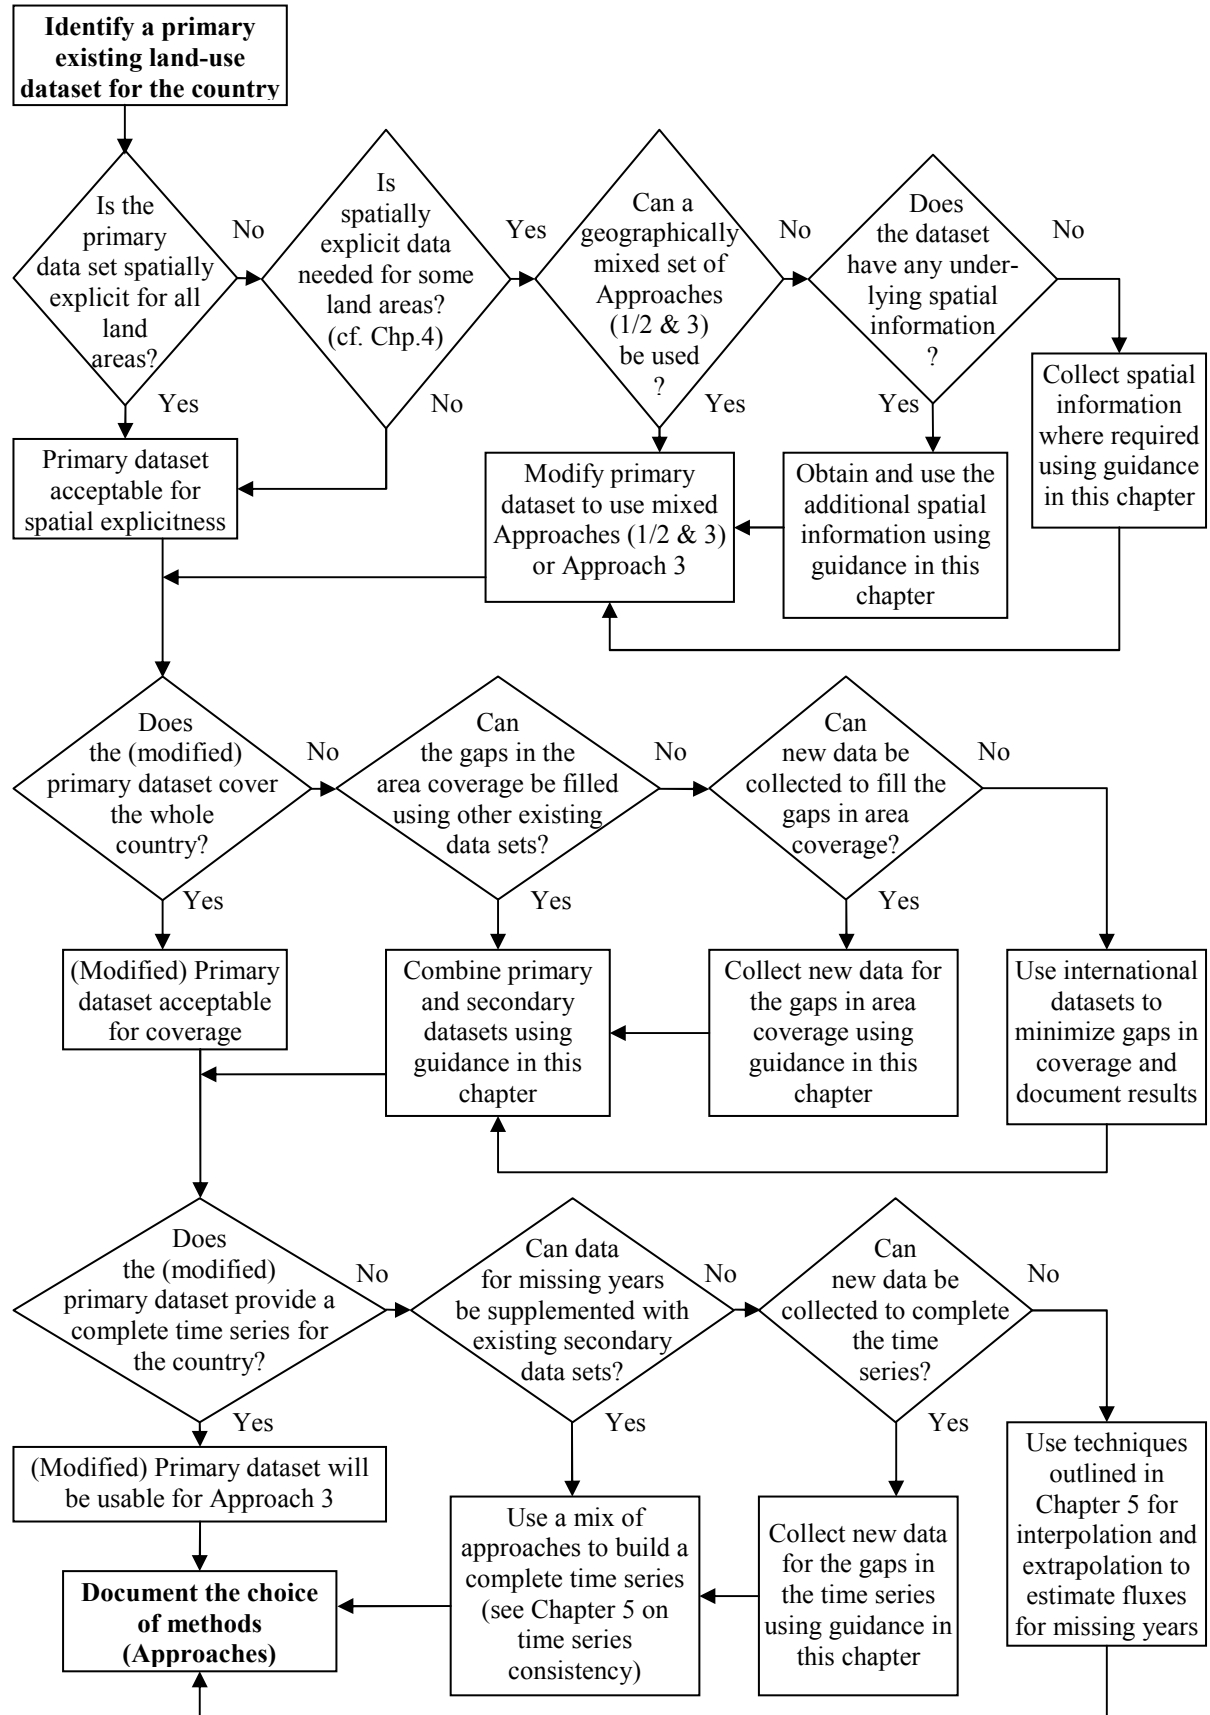 Identify a primary
existing land-use
dataset for the country
Is the
primary
data set spatially
explicit for all
land
areas?
No
Yes
Is
spatially
explicit data
needed for some
land areas?
(cf. Chp.4)
Yes
No
Can a
geographically
mixed set of
Approaches
(1/2 & 3)
be used
?
No
Yes
Does
the dataset
have any under-
lying spatial
information
?
No
Yes
Collect spatial
information
where required
using guidance
in this chapter
Primary dataset
acceptable for
spatial explicitness
Modify primary
dataset to use mixed
Approaches (1/2 & 3)
or Approach 3
Obtain and use the
additional spatial
information using
guidance in this
chapter
Does
the (modified)
primary dataset cover
the whole
country?
No
Yes
Can
the gaps in the
area coverage be filled
using other existing
data sets?
No
Yes
Can
new data be
collected to fill the
gaps in area
coverage?
No
Yes
(Modified) Primary
dataset acceptable
for coverage
Combine primary
and secondary
datasets using
guidance in this
chapter
Collect new data for
the gaps in area
coverage using
guidance in this
chapter
Use international
datasets to
minimize gaps in
coverage and
document results
Does
the (modified)
primary dataset provide a
complete time series for
the country?
No
Yes
Can data
for missing years
be supplemented with
existing secondary
data sets?
No
Yes
Can
new data be
collected to complete
the time
series?
No
Yes
(Modified) Primary dataset will
be usable for Approach 3
Document the choice
of methods
(Approaches)
Use a mix of
approaches to build a
complete time series
(see Chapter 5 on
time series
consistency)
Collect new data
for the gaps in
the time series
using guidance in
this chapter
Use techniques
outlined in
Chapter 5 for
interpolation and
extrapolation to
estimate fluxes
for missing years